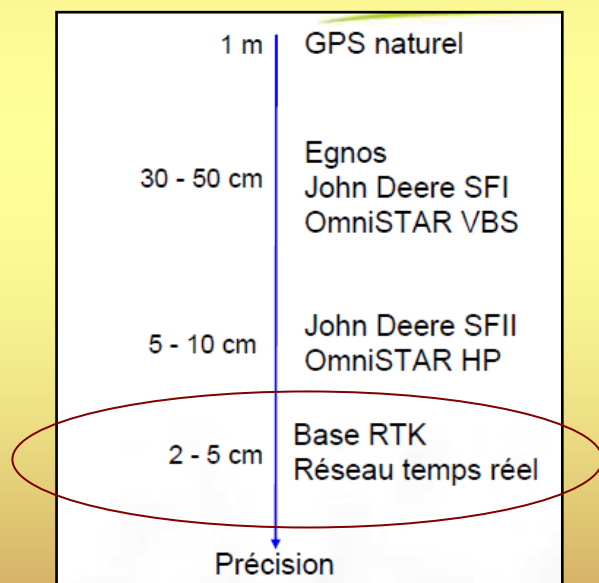 1 m GPS naturel
Egnos
30 - 50 cm John Deere SFI
OmniSTAR VBS
John Deere SFII
5 - 10 cm OmniSTAR HP
Base RTK
2 - 5 cm Réseau temps réel
Précision